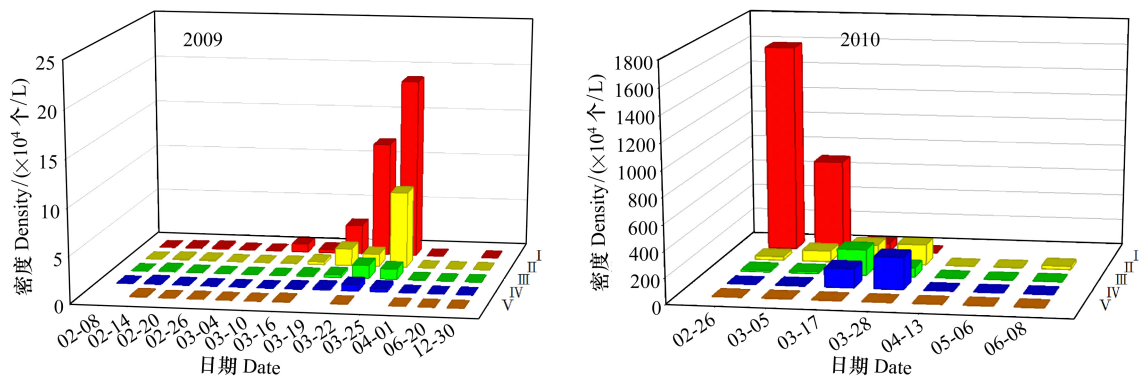 2009
密度 Density/(×10⁴ 个/L)
25
20
15
10
5
0
02-08
02-14
02-20
02-26
03-04
03-10
03-16
03-19
03-22
03-25
04-01
06-20
12-30
日期 Date
I
II
III
IV
V
2010
密度 Density/(×10⁴ 个/L)
1800
1600
1400
1200
1000
800
600
400
200
0
02-26
03-05
03-17
03-28
04-13
05-06
06-08
日期 Date
I
II
III
IV
V